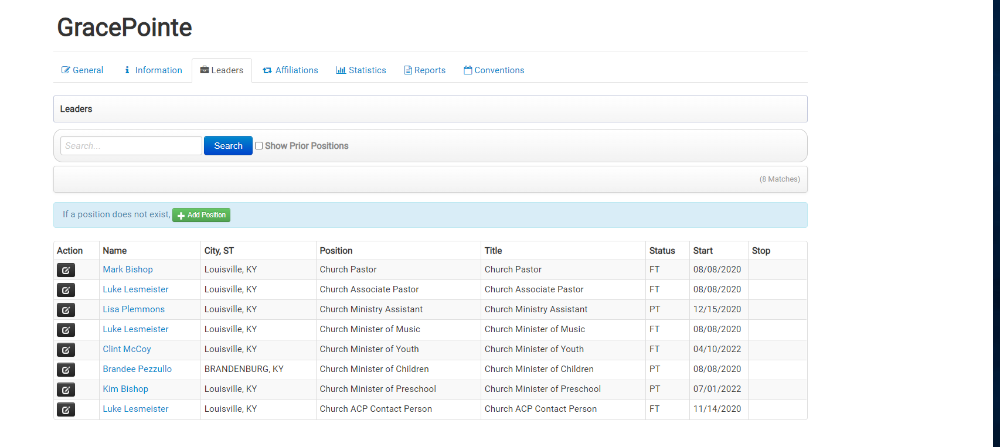 GracePointe
General Information Leaders Affiliations Statistics Reports Conventions
Leaders
Search... Search Show Prior Positions
(8 Matches)
If a position does not exist, Add Position
Action Name City, ST Position Title Status Start Stop
Mark Bishop Louisville, KY Church Pastor Church Pastor FT 08/08/2020
Luke Lesmeister Louisville, KY Church Associate Pastor Church Associate Pastor FT 08/08/2020
Lisa Plemmons Louisville, KY Church Ministry Assistant Church Ministry Assistant PT 12/15/2020
Luke Lesmeister Louisville, KY Church Minister of Music Church Minister of Music FT 08/08/2020
Clint McCoy Louisville, KY Church Minister of Youth Church Minister of Youth FT 04/10/2022
Brandee Pezzullo BRANDENBURG, KY Church Minister of Children Church Minister of Children PT 08/08/2020
Kim Bishop Louisville, KY Church Minister of Preschool Church Minister of Preschool PT 07/01/2022
Luke Lesmeister Louisville, KY Church ACP Contact Person Church ACP Contact Person FT 11/14/2020